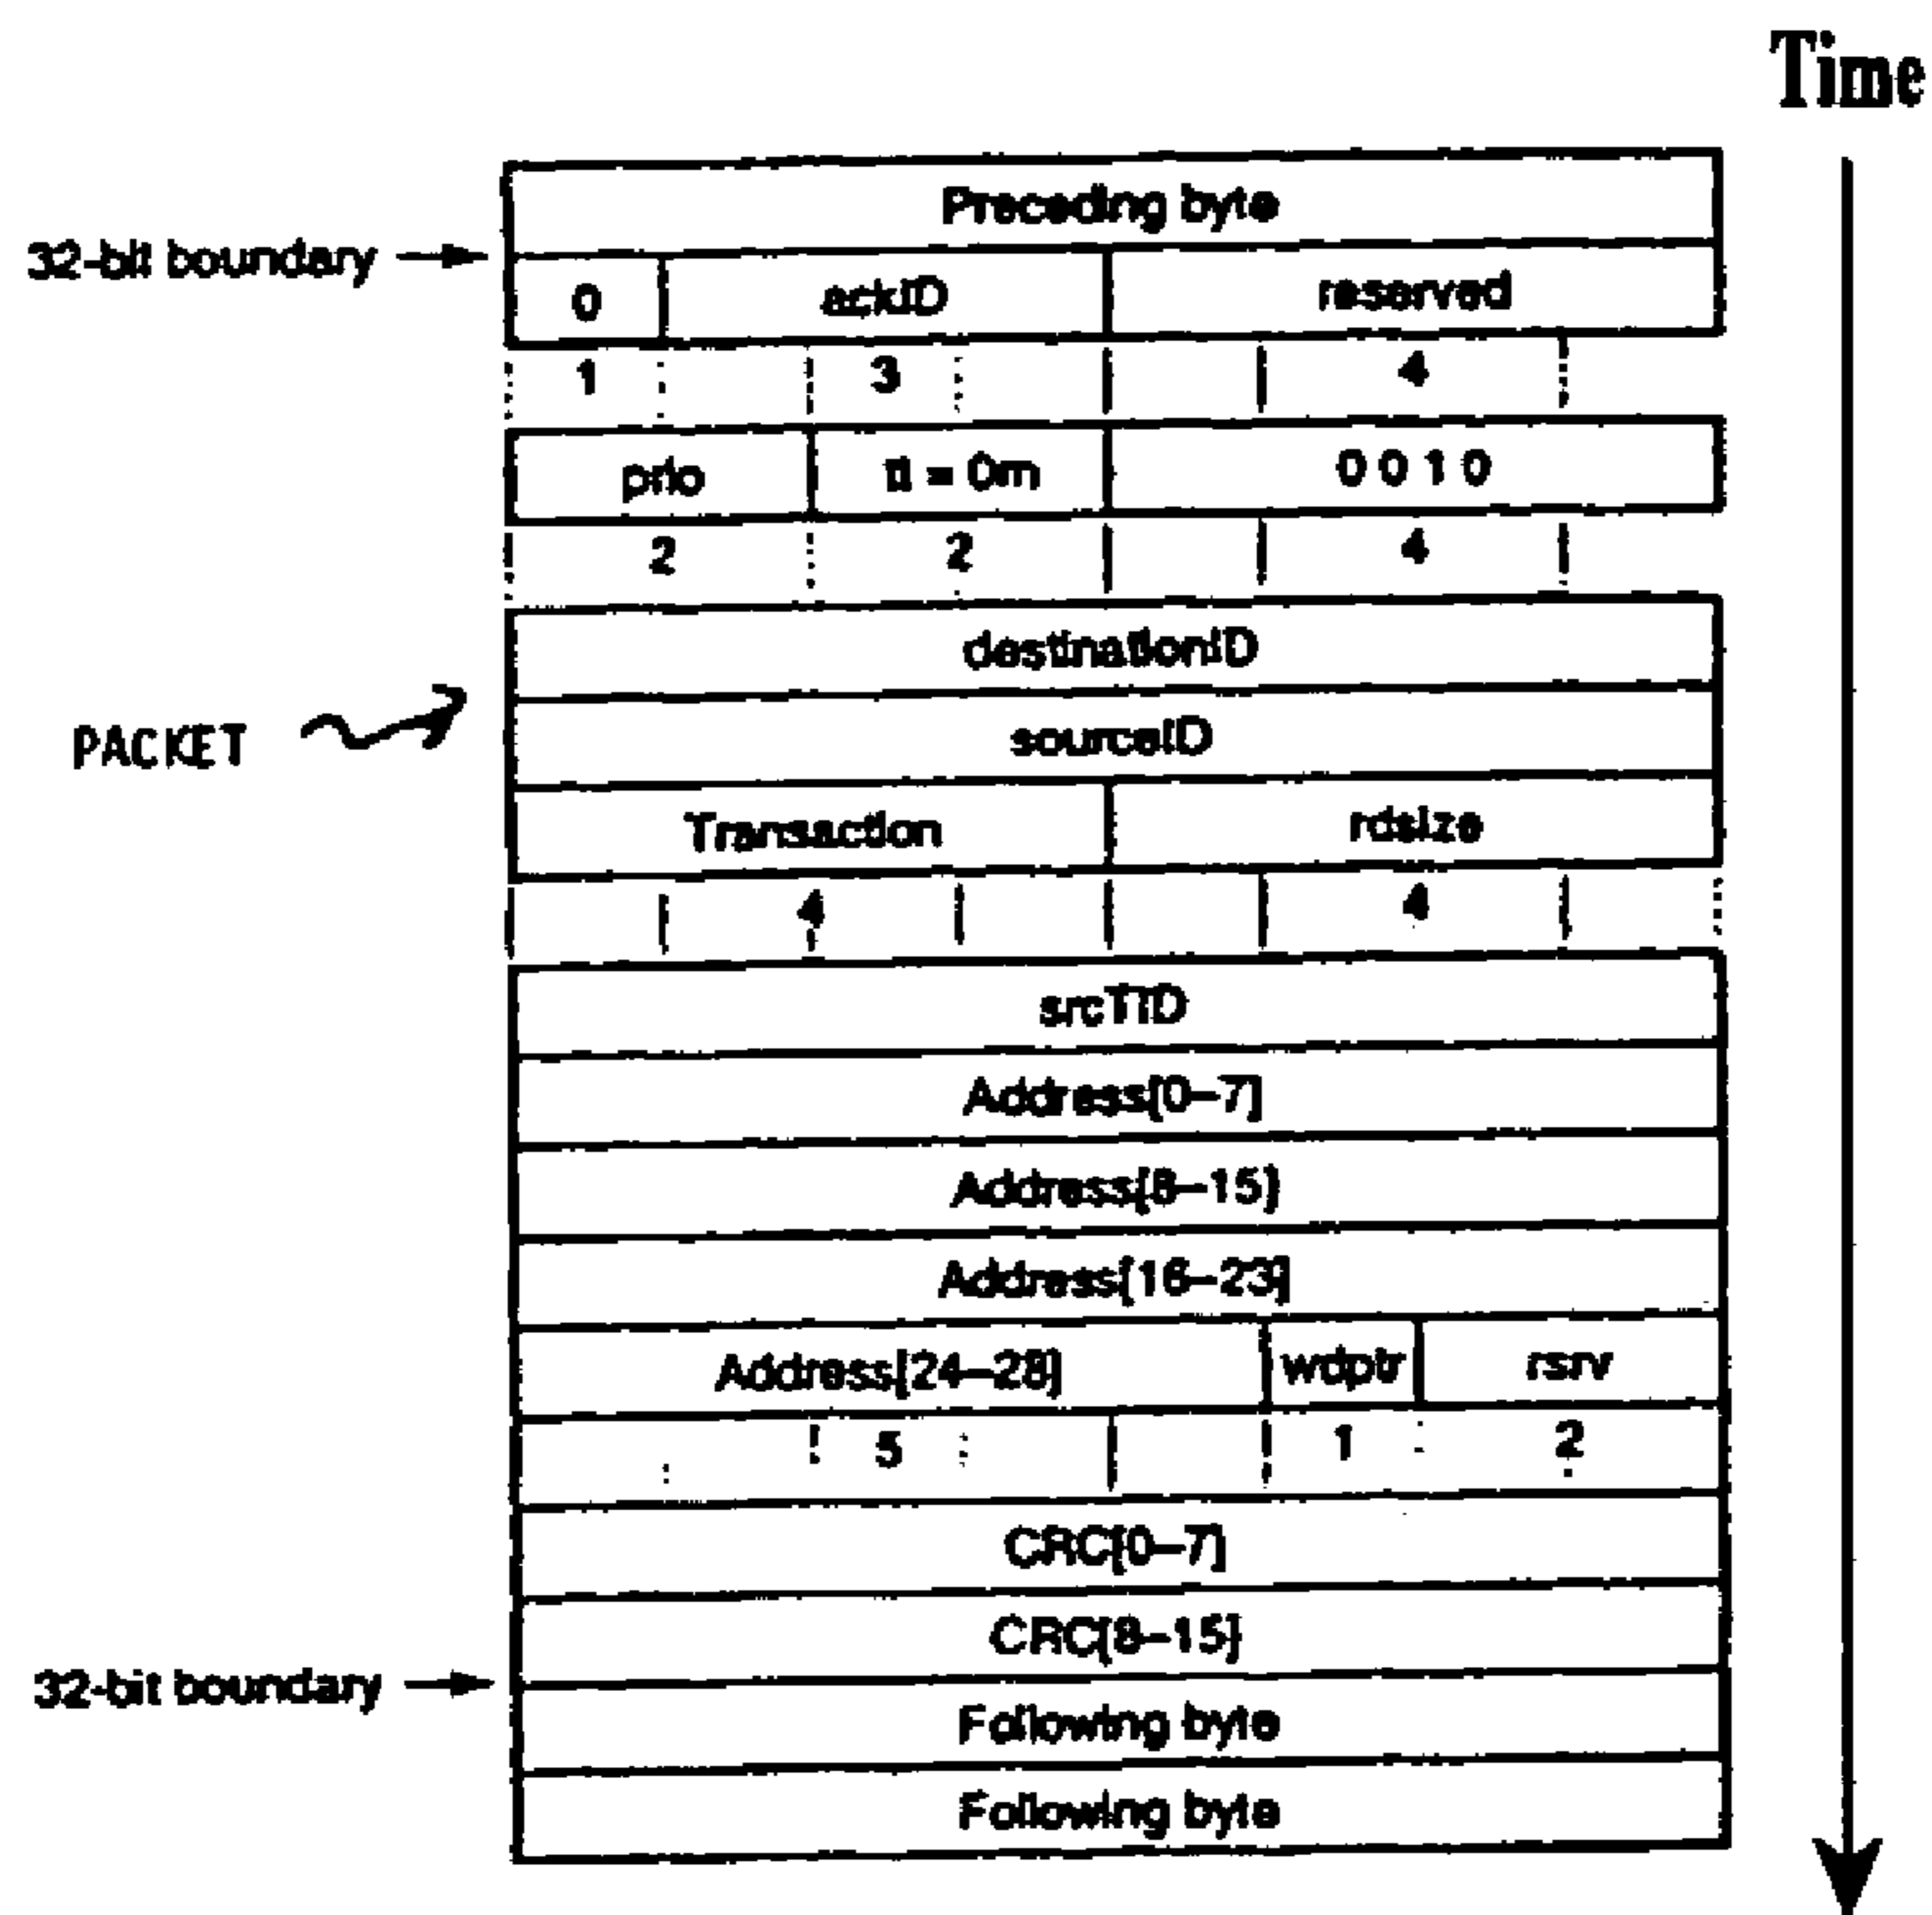 Time
Preceding byte
32-bit boundary
0 ackID reserved
1 3 4
prio tt = 0m 0 0 1 0
2 2 4
destinationID
PACKET
sourceID
Transaction rdsize
4 4
srcTID
Address[0–7]
Address[8–15]
Address[16–23]
Address[24–28] wdptr rsrv
5 1 2
CRC[0–7]
CRC[8–15]
32-bit boundary
Following byte
Following byte